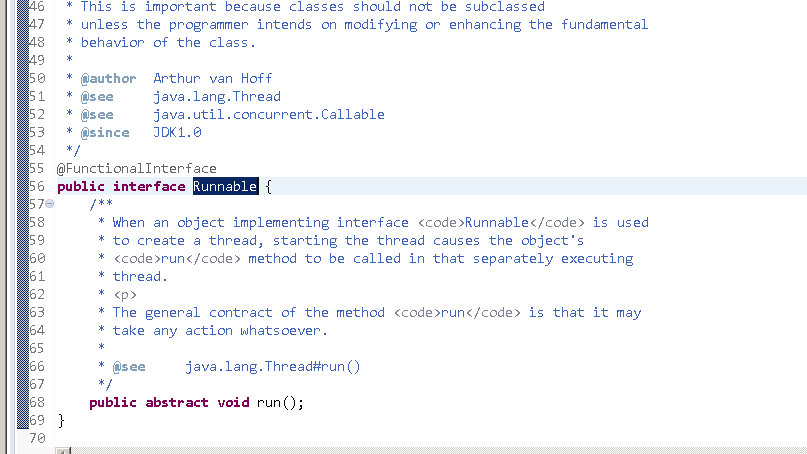 46 * This is important because classes should not be subclassed
47 * unless the programmer intends on modifying or enhancing the fundamental
48 * behavior of the class.
49 *
50 * @author  Arthur van Hoff
51 * @see     java.lang.Thread
52 * @see     java.util.concurrent.Callable
53 * @since   JDK1.0
54 */
55 @FunctionalInterface
56 public interface Runnable {
57     /**
58      * When an object implementing interface <code>Runnable</code> is used
59      * to create a thread, starting the thread causes the object's
60      * <code>run</code> method to be called in that separately executing
61      * thread.
62      * <p>
63      * The general contract of the method <code>run</code> is that it may
64      * take any action whatsoever.
65      *
66      * @see     java.lang.Thread#run()
67      */
68     public abstract void run();
69 }
70